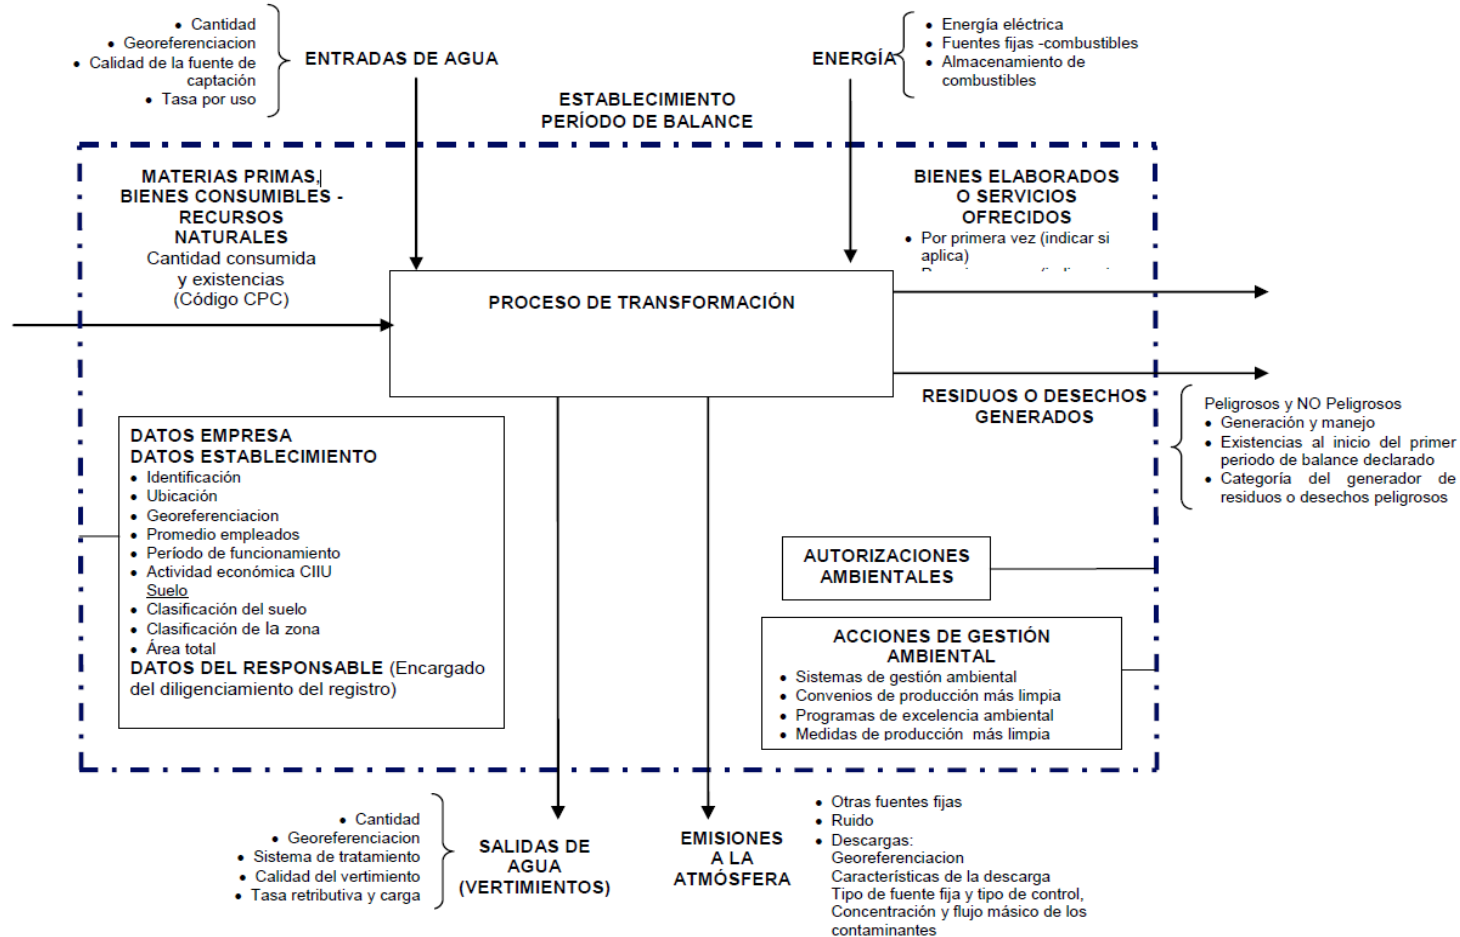 • Cantidad
• Georeferenciacion
• Calidad de la fuente de
captación
• Tasa por uso
ENTRADAS DE AGUA
ENERGÍA
• Energía eléctrica
• Fuentes fijas -combustibles
• Almacenamiento de
combustibles
ESTABLECIMIENTO
PERÍODO DE BALANCE
MATERIAS PRIMAS,
BIENES CONSUMIBLES -
RECURSOS
NATURALES
Cantidad consumida
y existencias
(Código CPC)
BIENES ELABORADOS
O SERVICIOS
OFRECIDOS
• Por primera vez (indicar si
aplica)
PROCESO DE TRANSFORMACIÓN
RESIDUOS O DESECHOS
GENERADOS
Peligrosos y NO Peligrosos
• Generación y manejo
• Existencias al inicio del primer
periodo de balance declarado
• Categoría del generador de
residuos o desechos peligrosos
DATOS EMPRESA
DATOS ESTABLECIMIENTO
• Identificación
• Ubicación
• Georeferenciacion
• Promedio empleados
• Período de funcionamiento
• Actividad económica CIIU
Suelo
• Clasificación del suelo
• Clasificación de la zona
• Área total
DATOS DEL RESPONSABLE (Encargado
del diligenciamiento del registro)
AUTORIZACIONES
AMBIENTALES
ACCIONES DE GESTIÓN
AMBIENTAL
• Sistemas de gestión ambiental
• Convenios de producción más limpia
• Programas de excelencia ambiental
• Medidas de producción más limpia
• Cantidad
• Georeferenciacion
• Sistema de tratamiento
• Calidad del vertimiento
• Tasa retributiva y carga
SALIDAS DE
AGUA
(VERTIMIENTOS)
EMISIONES
A LA
ATMÓSFERA
• Otras fuentes fijas
• Ruido
• Descargas:
Georeferenciacion
Características de la descarga
Tipo de fuente fija y tipo de control,
Concentración y flujo másico de los
contaminantes